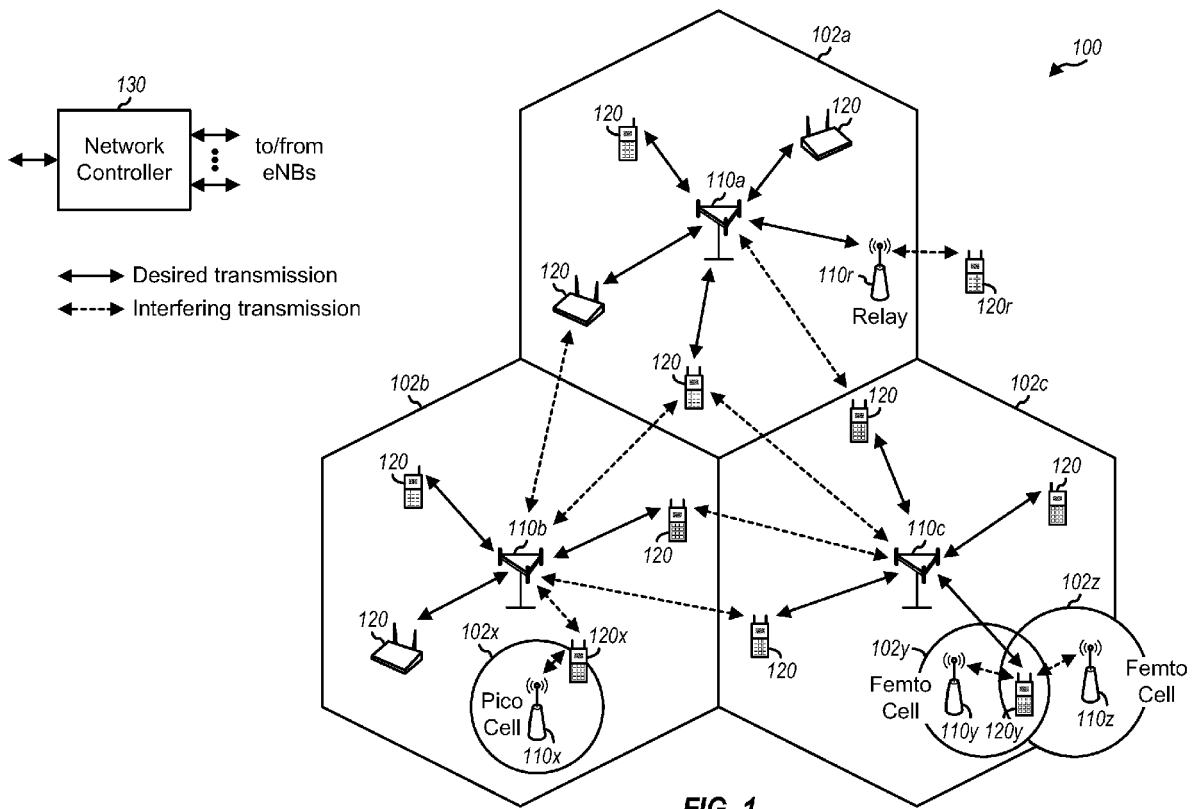 102a
100
130
Network
Controller
to/from
eNBs
120
120
110a
Desired transmission
Interfering transmission
120
110r
Relay
120r
102b
120
120
102c
120
120
110b
120
110c
120
102z
120
102x
120x
120
102y
Pico
Cell
110x
Femto
Cell
110y
120y
110z
Femto
Cell
FIG. 1